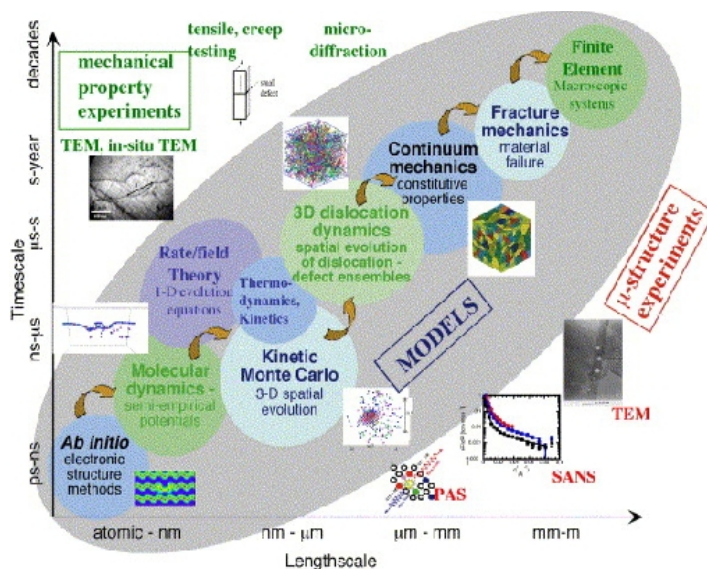 decades
s-year
μs-s
ns-μs
ps-ns
Timescale
tensile, creep
testing
micro-
diffraction
mechanical
property
experiments
TEM, in-situ TEM
Finite
Element
Macroscopic
systems
Fracture
mechanics
material
failure
Continuum
mechanics
constitutive
properties
3D dislocation
dynamics
spatial evolution
of dislocation -
defect ensembles
Rate/field
Theory
1-D evolution
equations
Thermo-
dynamics,
Kinetics
Kinetic
Monte Carlo
3-D spatial
evolution
Molecular
dynamics -
semi-empirical
potentials
Ab initio
electronic
structure
methods
MODELS
μ-structure
experiments
TEM
SANS
PAS
atomic - nm
nm - μm
μm - mm
mm-m
Lengthscale